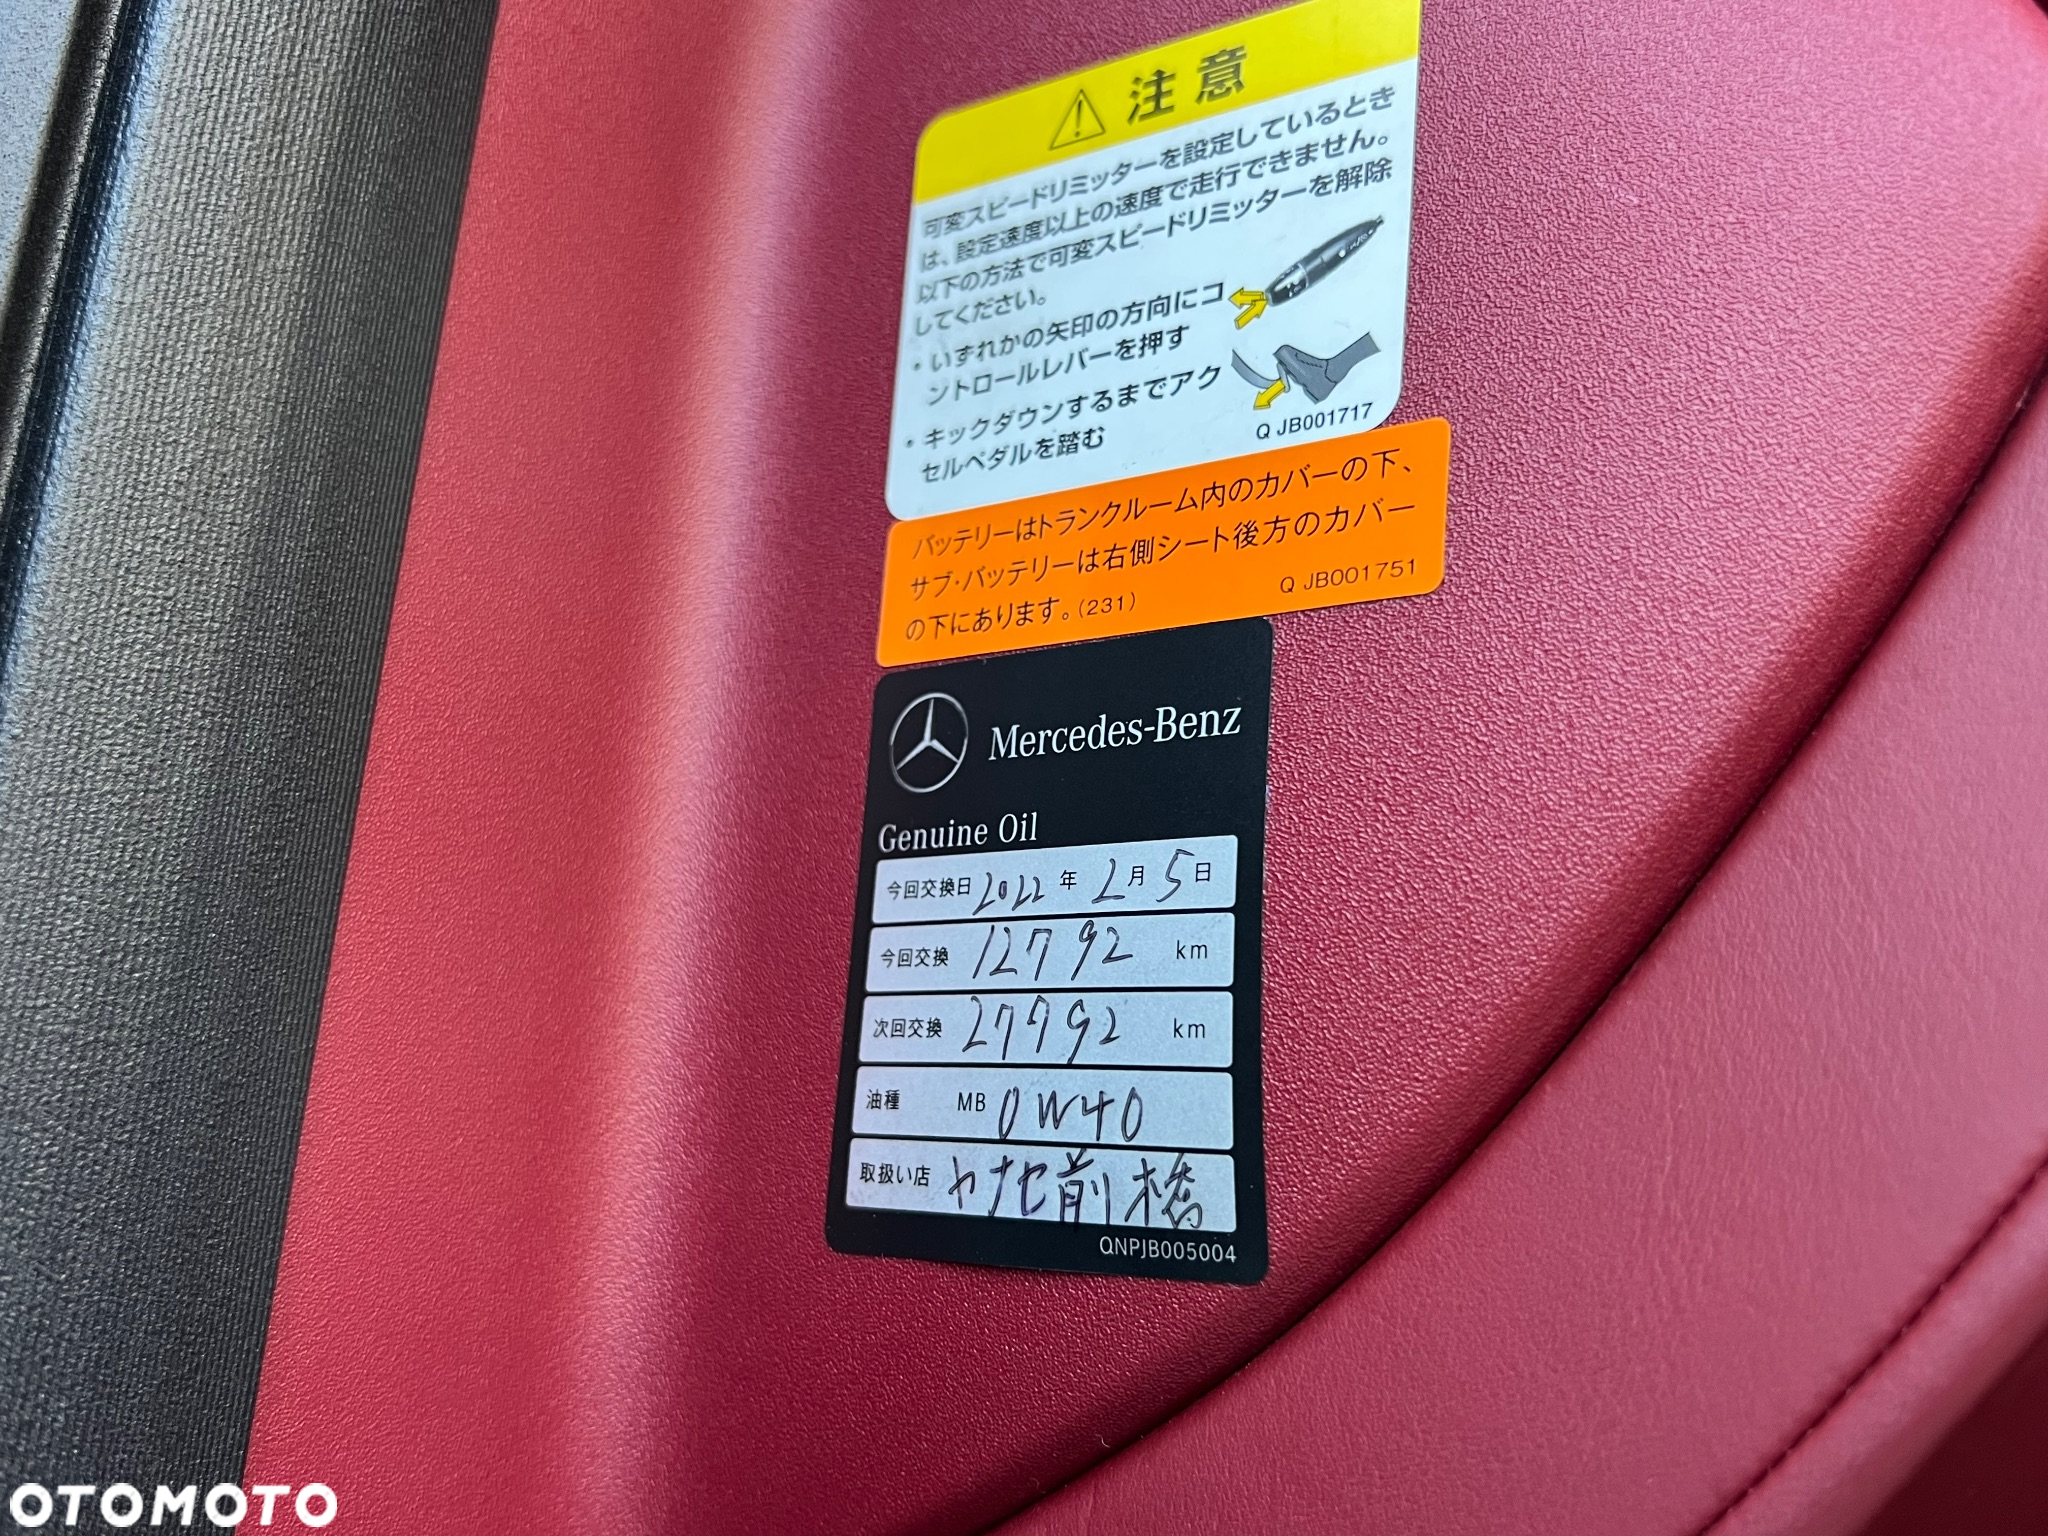 注意
可変スピードリミッターを設定しているとき
は、設定速度以上の速度で走行できません。
以下の方法で可変スピードリミッターを解除
してください。
・いずれかの矢印の方向にコ
ントロールレバーを押す
・キックダウンするまでアク
セルペダルを踏む
Q JB001717
バッテリーはトランクルーム内のカバーの下、
サブ・バッテリーは右側シート後方のカバー
の下にあります。(231)
Q JB001751
Mercedes-Benz
Genuine Oil
今回交換日 2022 年 2 月 5 日
今回交換 12792 km
次回交換 27792 km
油種 MB 0W40
取扱い店 ヤナセ前橋
QNPJB005004
OTOMOTO